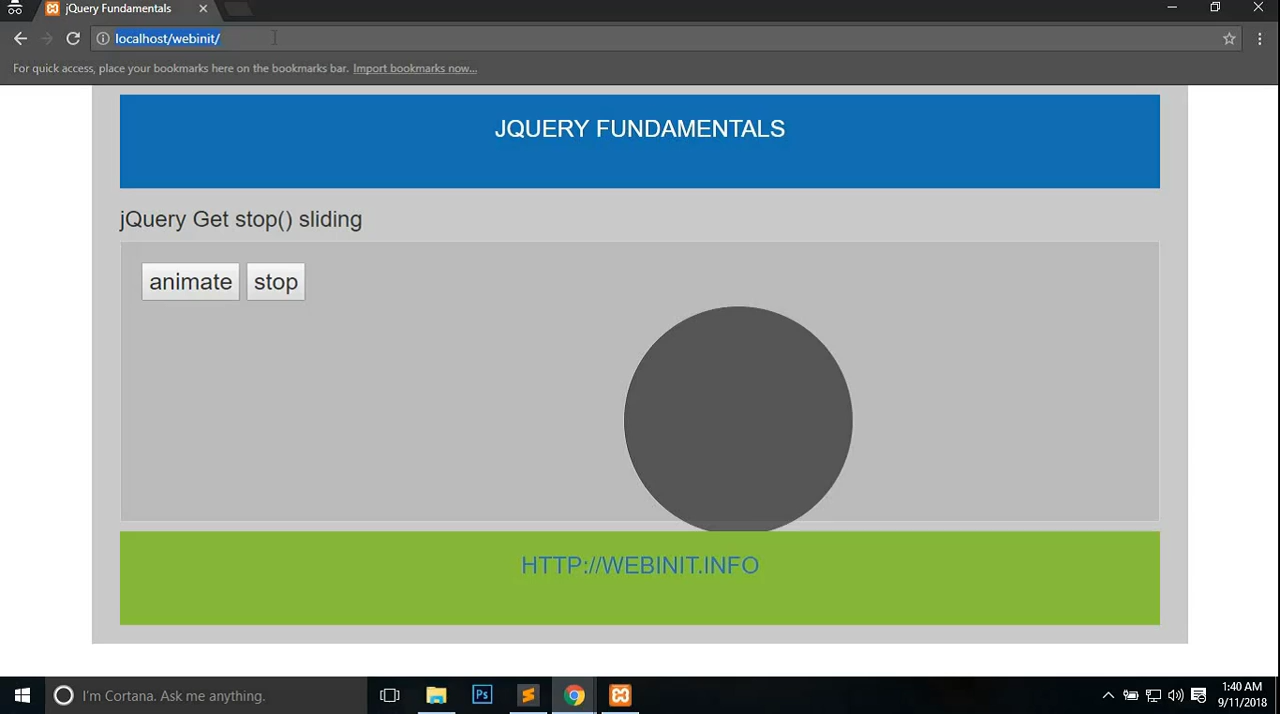 jQuery Fundamentals
localhost/webinit/
For quick access, place your bookmarks here on the bookmarks bar. Import bookmarks now...
JQUERY FUNDAMENTALS
jQuery Get stop() sliding
animate stop
HTTP://WEBINIT.INFO
I'm Cortana. Ask me anything.
Ps
1:40 AM
9/11/2018